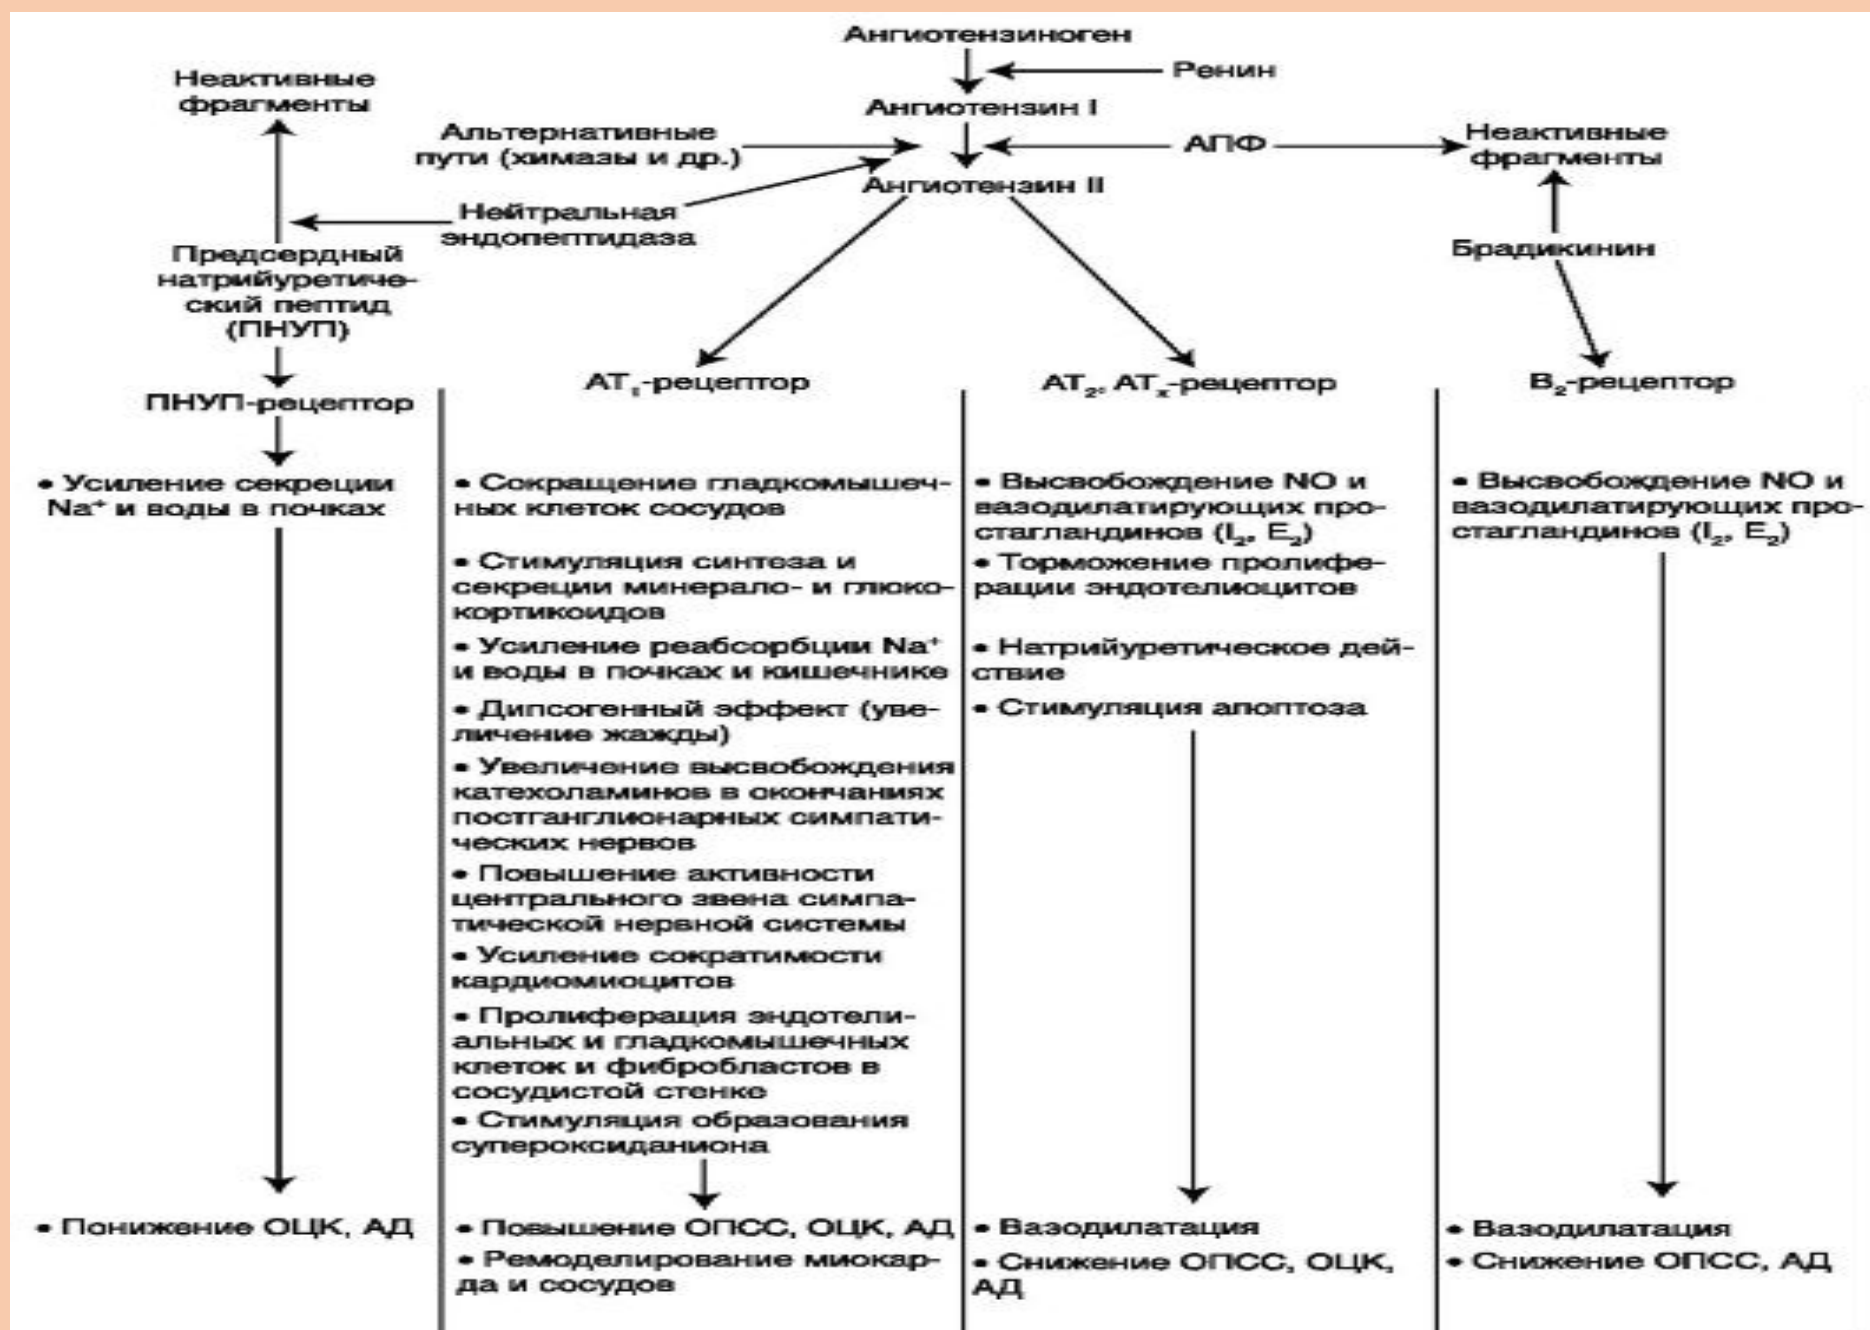 Ангиотензиноген
Ренин
Ангиотензин I
Неактивные
фрагменты
Альтернативные
пути (химазы и др.)
АПФ
Неактивные
фрагменты
Ангиотензин II
Нейтральная
эндопептидаза
Предсердный
натрийуретиче-
ский пептид
(ПНУП)
Брадикинин
ПНУП-рецептор
AT₁-рецептор
AT₂, ATₓ-рецептор
B₂-рецептор
• Усиление секреции
Na⁺ и воды в почках
• Понижение ОЦК, АД
• Сокращение гладкомышеч-
ных клеток сосудов
• Стимуляция синтеза и
секреции минерало- и глюко-
кортикоидов
• Усиление реабсорбции Na⁺
и воды в почках и кишечнике
• Дипсогенный эффект (уве-
личение жажды)
• Увеличение высвобождения
катехоламинов в окончаниях
постганглионарных симпати-
ческих нервов
• Повышение активности
центрального звена симпа-
тической нервной системы
• Усиление сократимости
кардиомиоцитов
• Пролиферация эндотели-
альных и гладкомышечных
клеток и фибробластов в
сосудистой стенке
• Стимуляция образования
супероксиданиона
• Повышение ОПСС, ОЦК, АД
• Ремоделирование миокар-
да и сосудов
• Высвобождение NO и
вазодилатирующих про-
стагландинов (I₂, E₂)
• Торможение пролифе-
рации эндотелиоцитов
• Натрийуретическое дей-
ствие
• Стимуляция апоптоза
• Вазодилатация
• Снижение ОПСС, ОЦК,
АД
• Высвобождение NO и
вазодилатирующих про-
стагландинов (I₂, E₂)
• Вазодилатация
• Снижение ОПСС, АД